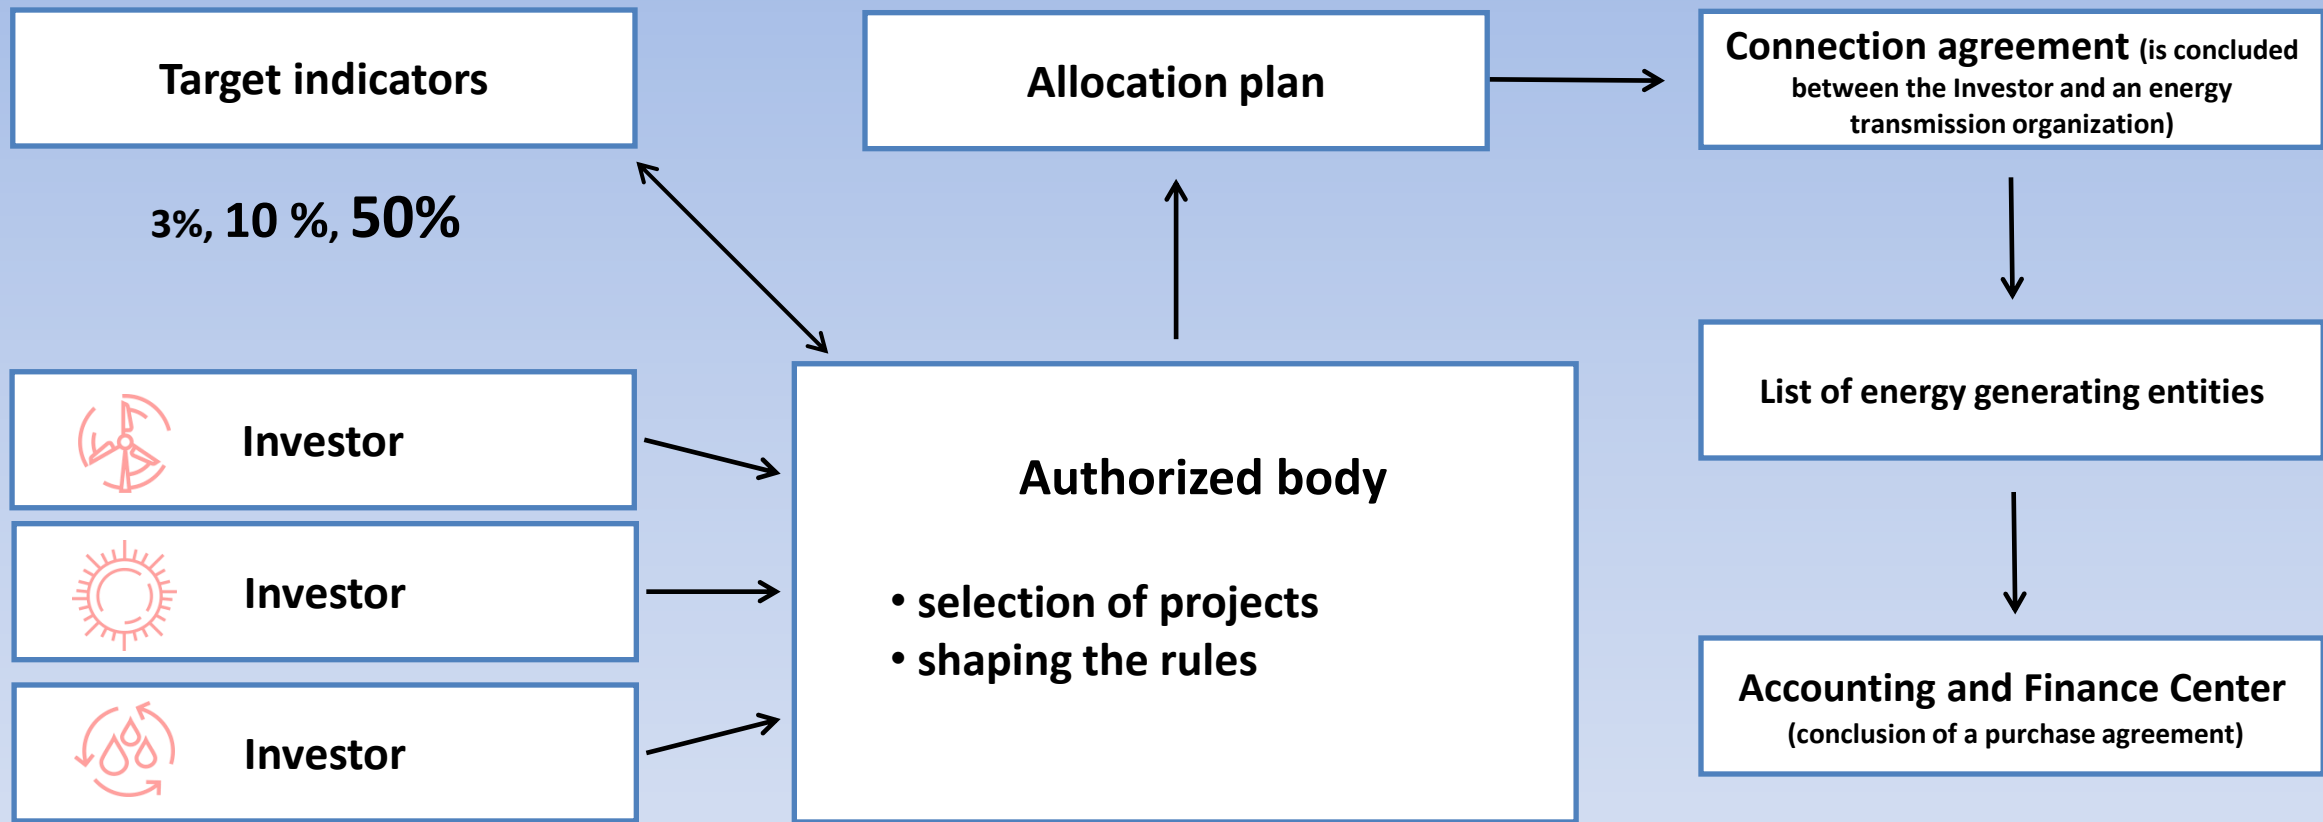 Target indicators
3%, 10 %, 50%
Allocation plan
Connection agreement (is concluded
between the Investor and an energy
transmission organization)
Investor
Investor
Investor
Authorized body
• selection of projects
• shaping the rules
List of energy generating entities
Accounting and Finance Center
(conclusion of a purchase agreement)